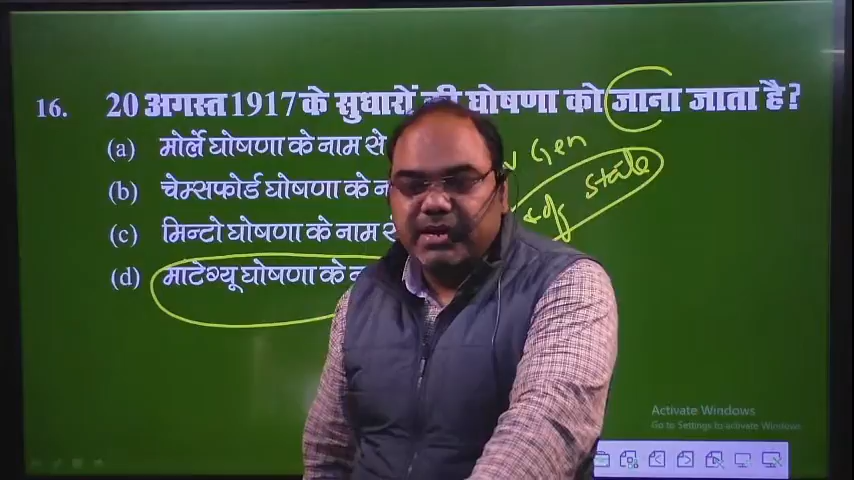 16. 20 अगस्त 1917 के सुधारों की घोषणा को जाना जाता है?
(a) मोर्ले घोषणा के नाम से
(b) चेम्सफोर्ड घोषणा के
(c) मिन्टो घोषणा के नाम से
(d) माटेग्यू घोषणा के
Gen
State
Activate Windows
Go to Settings to activate Windows.